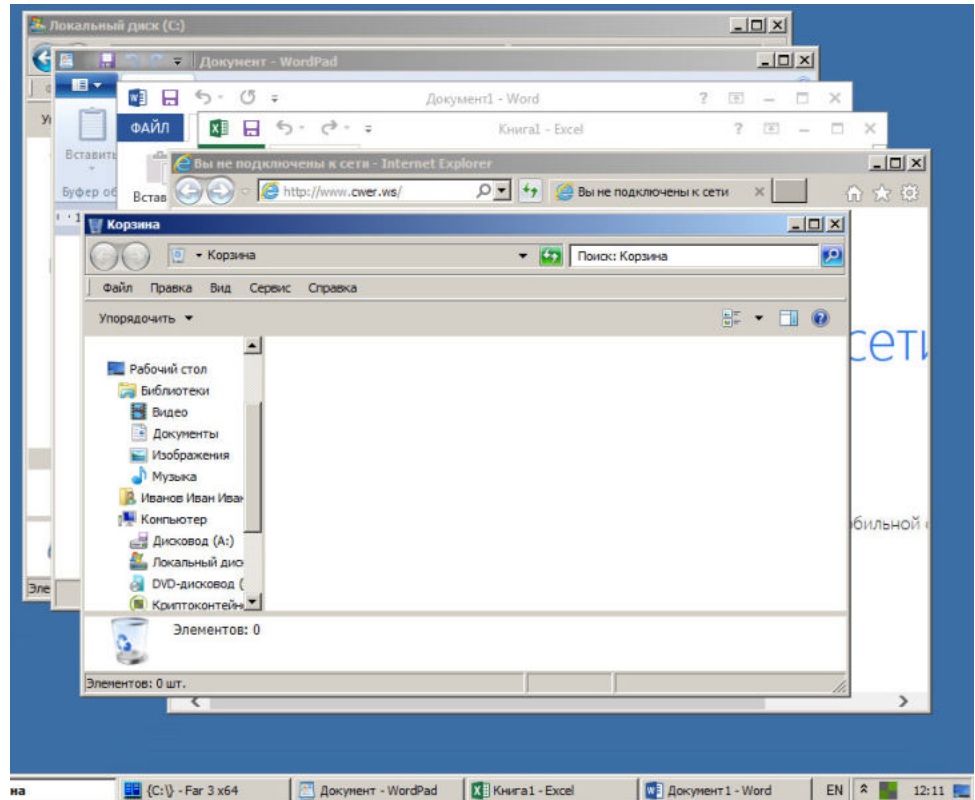 Локальный диск (C:)
Документ - WordPad
Документ1 - Word
ФАЙЛ
Книга1 - Excel
Вставить
Вы не подключены к сети - Internet Explorer
Буфер об
Встав
http://www.cwer.ws/
Вы не подключены к сети
Корзина
Корзина
Поиск: Корзина
Файл Правка Вид Сервис Справка
Упорядочить
сети
Рабочий стол
Библиотеки
Видео
Документы
Изображения
Музыка
Иванов Иван Иван
Компьютер
бильной
Дисковод (A:)
Локальный дис
DVD-дисковод (
Эле
Криптоконтейн
Элементов: 0
Элементов: 0 шт.
на
{C:\} - Far 3 x64
Документ - WordPad
Книга1 - Excel
Документ1 - Word
EN
12:11